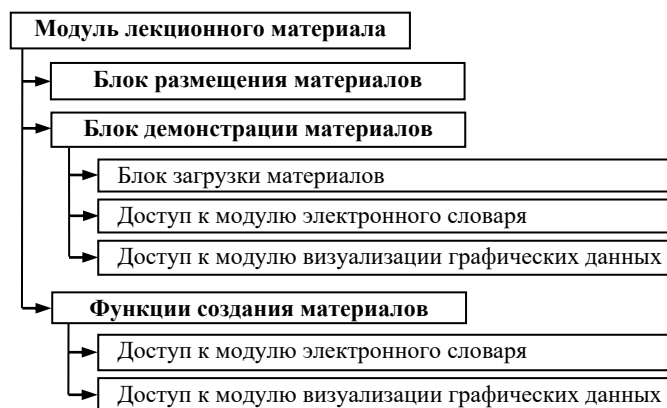 Модуль лекционного материала
Блок размещения материалов
Блок демонстрации материалов
Блок загрузки материалов
Доступ к модулю электронного словаря
Доступ к модулю визуализации графических данных
Функции создания материалов
Доступ к модулю электронного словаря
Доступ к модулю визуализации графических данных